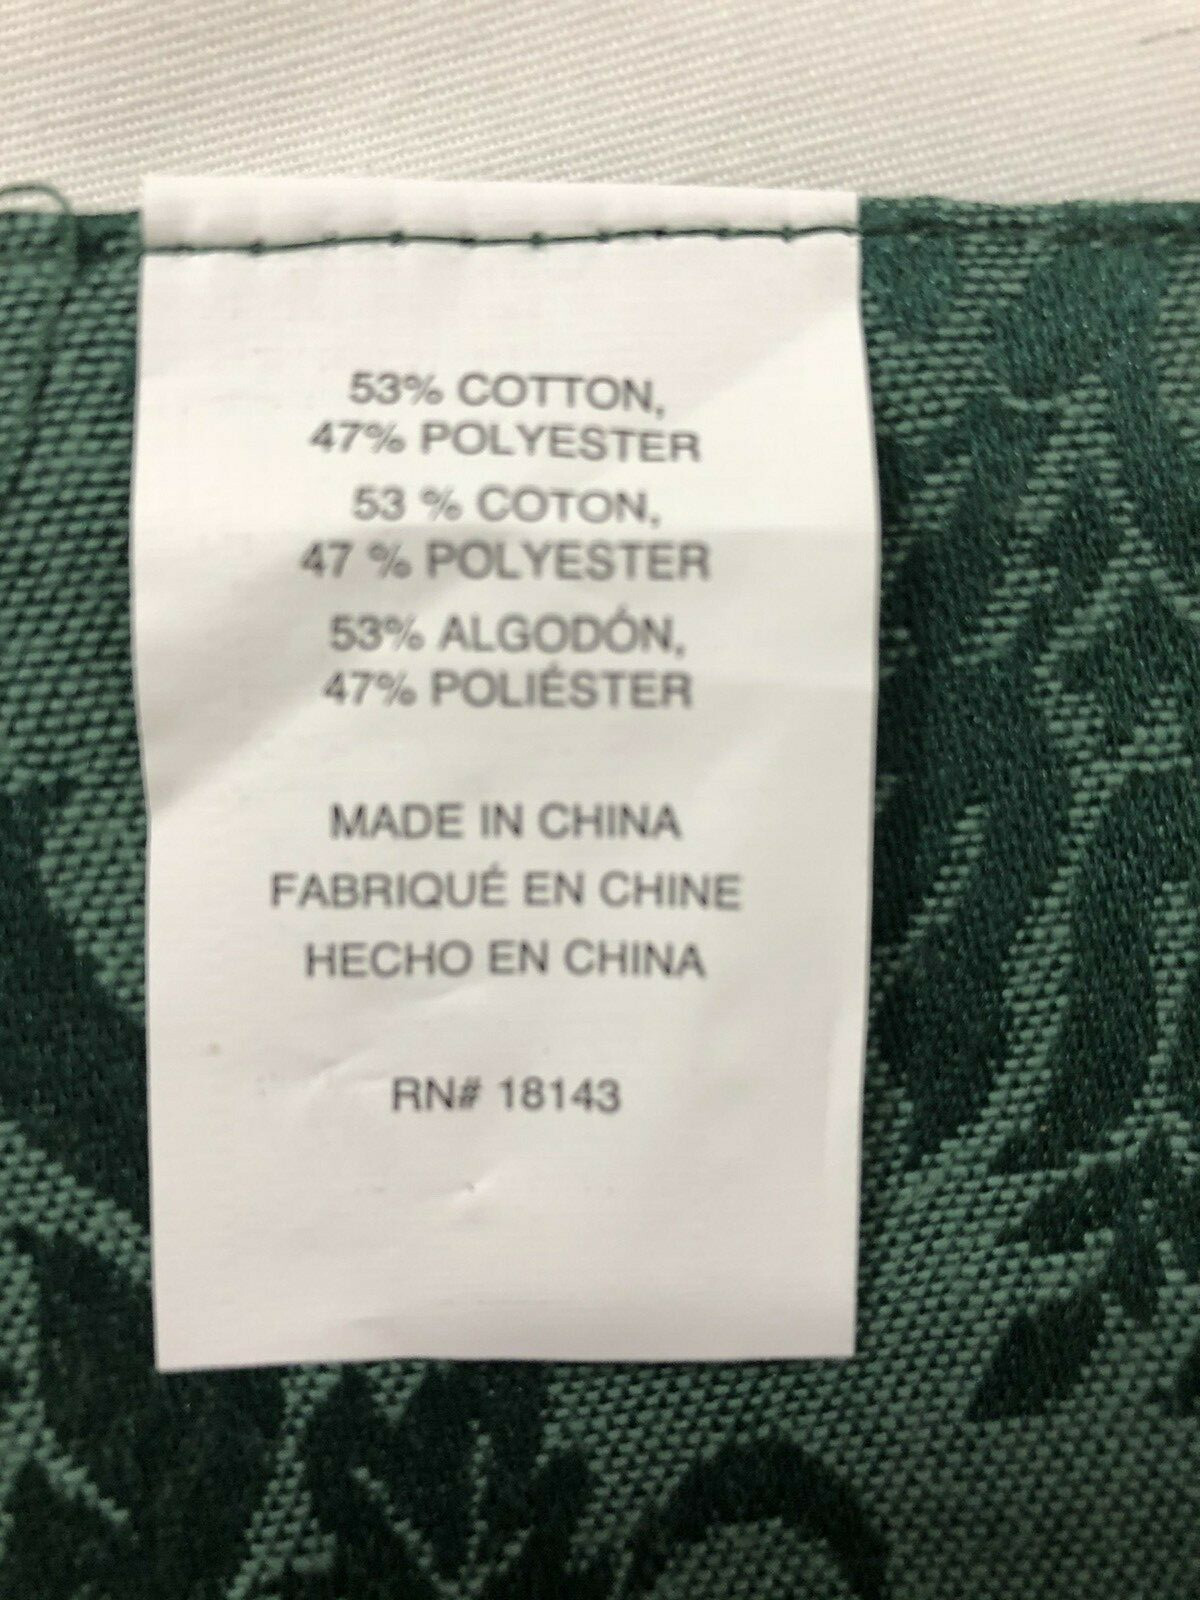 53% COTTON,
47% POLYESTER
53 % COTON,
47 % POLYESTER
53% ALGODÓN,
47% POLIÉSTER
MADE IN CHINA
FABRIQUÉ EN CHINE
HECHO EN CHINA
RN# 18143